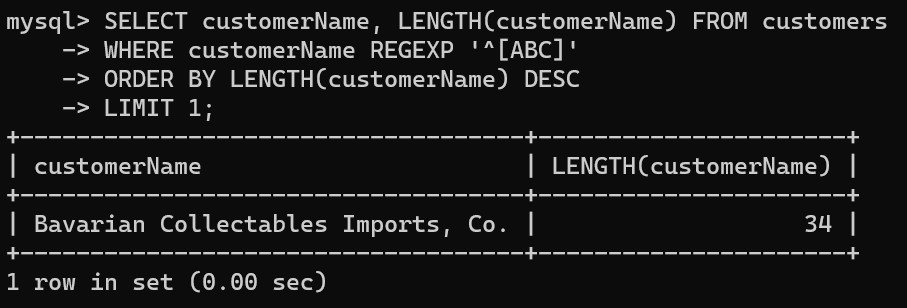 mysql> SELECT customerName, LENGTH(customerName) FROM customers
    -> WHERE customerName REGEXP '^[ABC]'
    -> ORDER BY LENGTH(customerName) DESC
    -> LIMIT 1;
+------------------------------------+----------------------+
| customerName                       | LENGTH(customerName) |
+------------------------------------+----------------------+
| Bavarian Collectables Imports, Co. |                   34 |
+------------------------------------+----------------------+
1 row in set (0.00 sec)